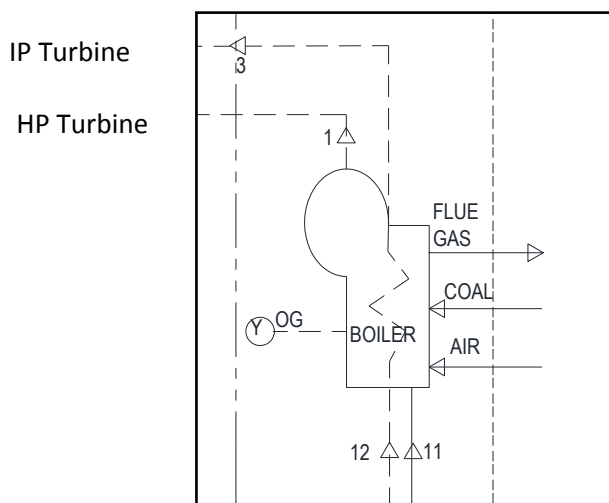 IP Turbine
3
HP Turbine
1
FLUE
GAS
COAL
Y OG
BOILER
AIR
12
11